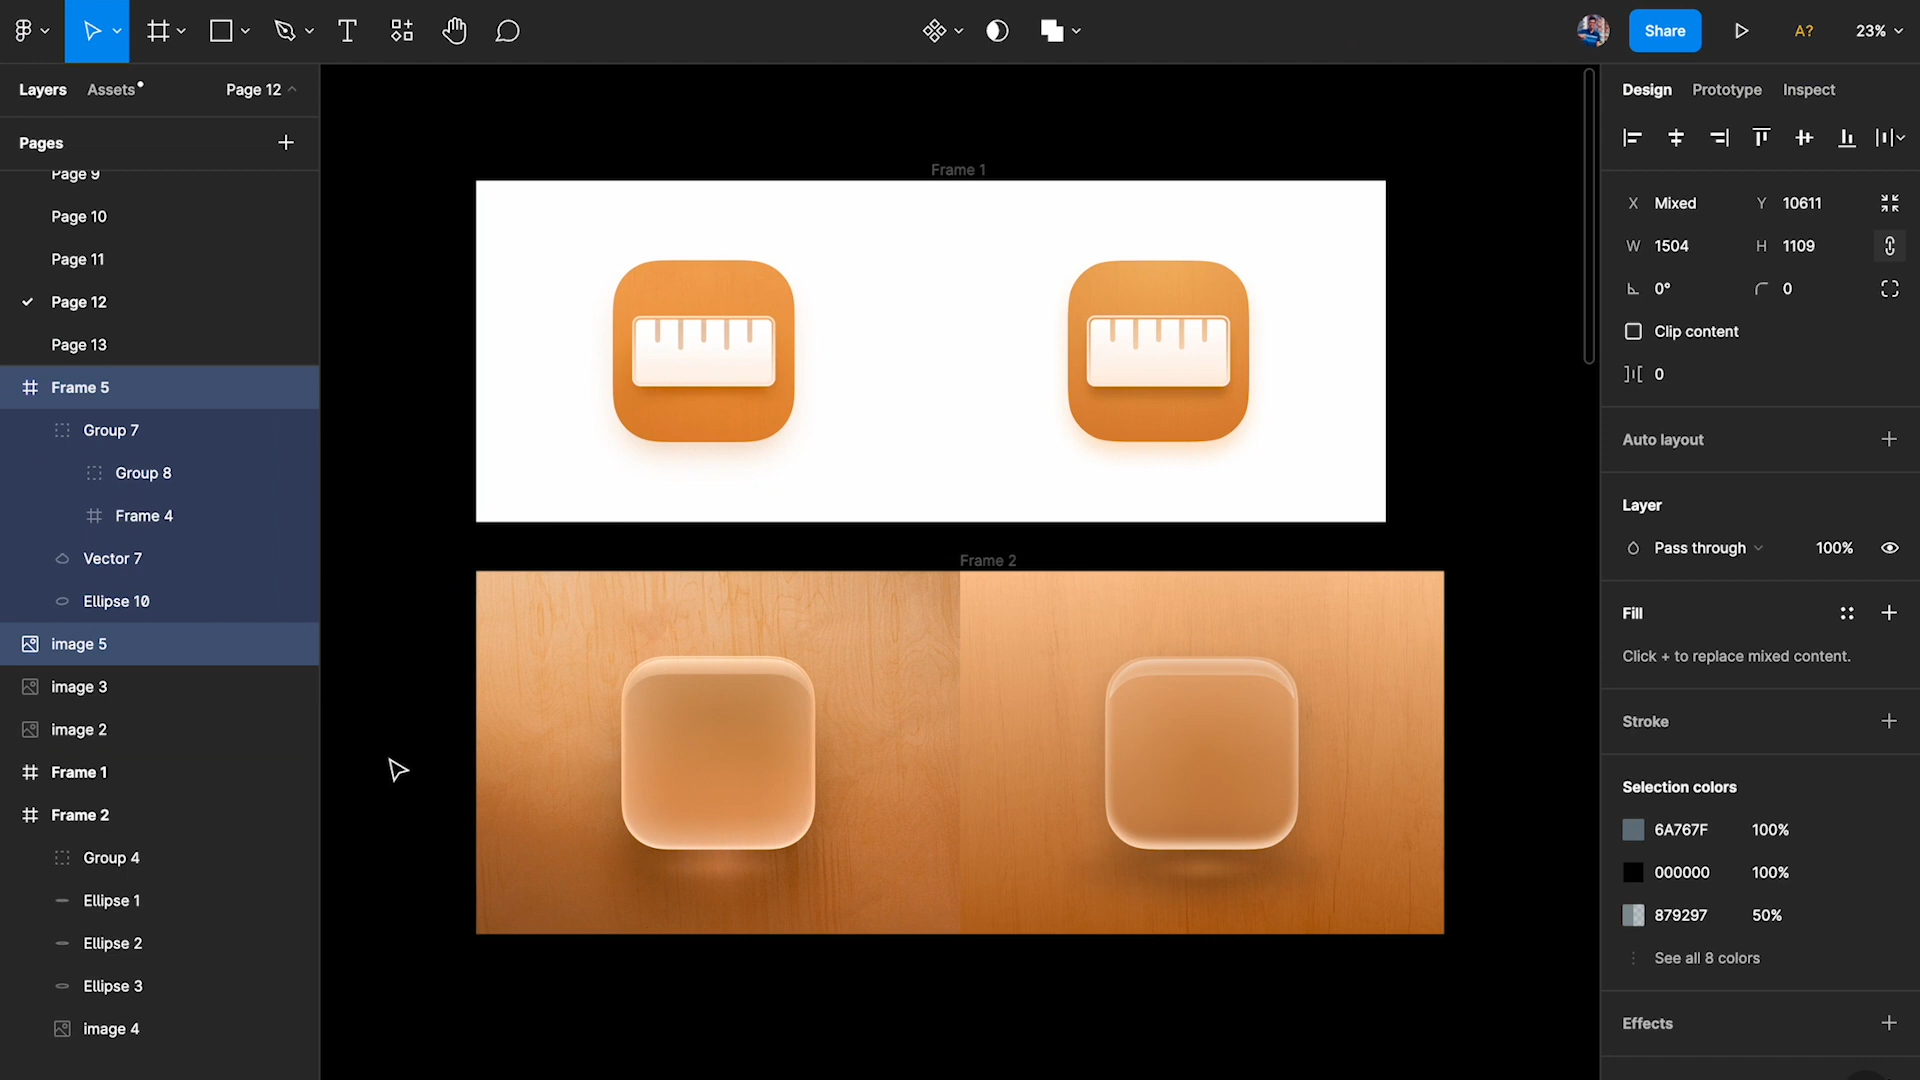 Share
A?
23%
Layers
Assets
Page 12
Pages
Page 9
Page 10
Page 11
Page 12
Page 13
Frame 5
Group 7
Group 8
Frame 4
Vector 7
Ellipse 10
image 5
image 3
image 2
Frame 1
Frame 2
Group 4
Ellipse 1
Ellipse 2
Ellipse 3
image 4
Frame 1
Frame 2
Design
Prototype
Inspect
X Mixed
Y 10611
W 1504
H 1109
0°
0
Clip content
0
Auto layout
Layer
Pass through
100%
Fill
Click + to replace mixed content.
Stroke
Selection colors
6A767F 100%
000000 100%
879297 50%
See all 8 colors
Effects